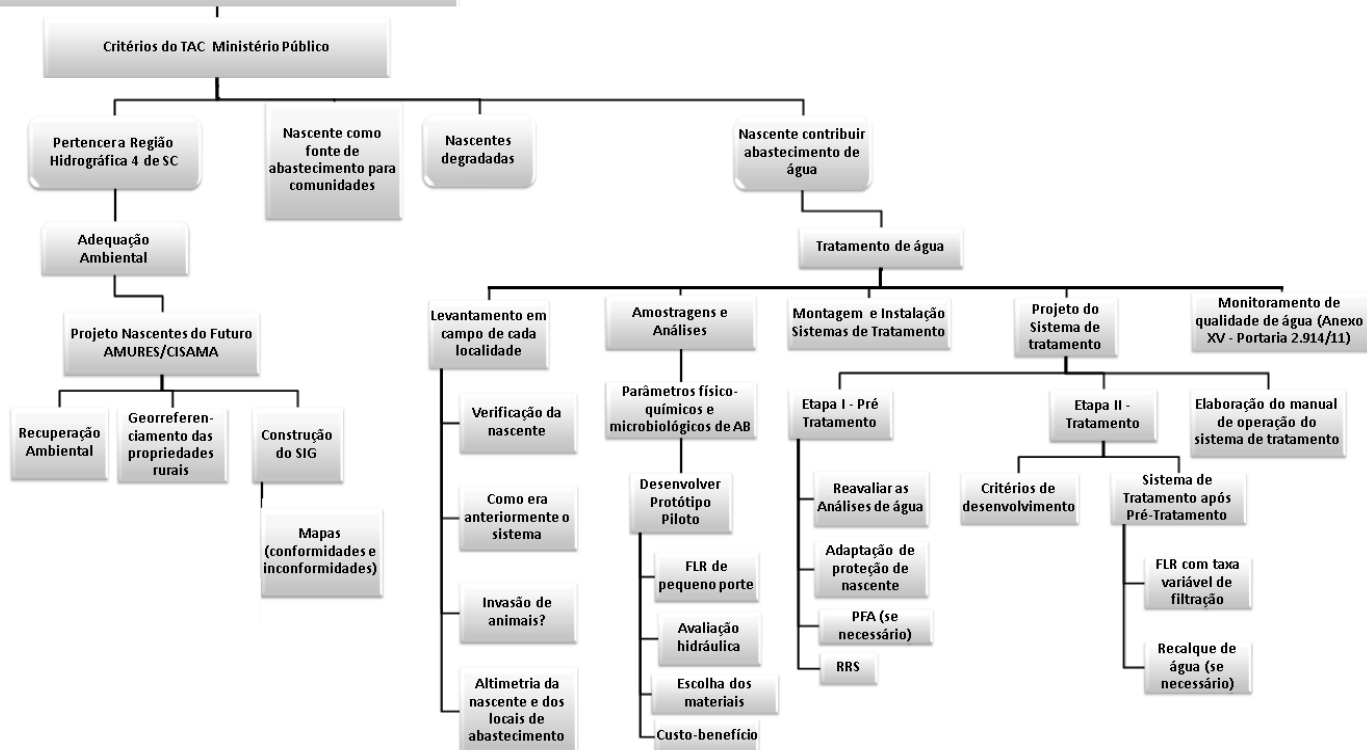 Critérios do TAC Ministério Público
Pertencer a Região
Hidrográfica 4 de SC
Nascente como
fonte de
abastecimento para
comunidades
Nascentes
degradadas
Nascente contribuir
abastecimento de
água
Adequação
Ambiental
Tratamento de água
Projeto Nascentes do Futuro
AMURES/CISAMA
Levantamento em
campo de cada
localidade
Amostragens e
Análises
Montagem e Instalação
Sistemas de Tratamento
Projeto do
Sistema de
tratamento
Monitoramento de
qualidade de água (Anexo
XV - Portaria 2.914/11)
Recuperação
Ambiental
Georreferen-
ciamento das
propriedades
rurais
Construção
do SIG
Mapas
(conformidades e
inconformidades)
Verificação da
nascente
Como era
anteriormente o
sistema
Invasão de
animais?
Altimetria da
nascente e dos
locais de
abastecimento
Parâmetros físico-
químicos e
microbiológicos de AB
Desenvolver
Protótipo
Piloto
FLR de
pequeno porte
Avaliação
hidráulica
Escolha dos
materiais
Custo-benefício
Etapa I - Pré
Tratamento
Reavaliar as
Análises de água
Adaptação de
proteção de
nascente
PFA (se
necessário)
RRS
Etapa II -
Tratamento
Critérios de
desenvolvimento
Sistema de
Tratamento após
Pré-Tratamento
FLR com taxa
variável de
filtração
Recalque de
água (se
necessário)
Elaboração do manual
de operação do
sistema de tratamento